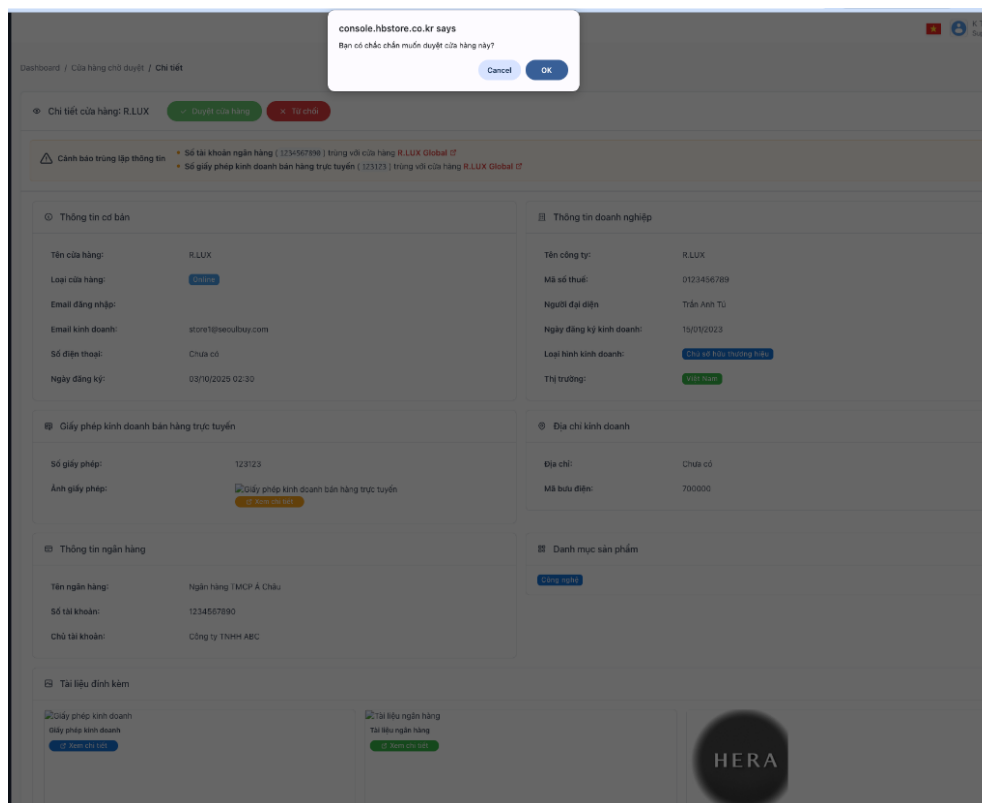 console.hbstore.co.kr says
Bạn có chắc chắn muốn duyệt cửa hàng này?
Cancel OK
Dashboard / Cửa hàng chờ duyệt / Chi tiết
Chi tiết cửa hàng: R.LUX
Duyệt cửa hàng
Từ chối
Cảnh báo trùng lặp thông tin
Số tài khoản ngân hàng ( 1234567890 ) trùng với cửa hàng R.LUX Global
Số giấy phép kinh doanh bán hàng trực tuyến ( 123123 ) trùng với cửa hàng R.LUX Global
Thông tin cơ bản
Tên cửa hàng: R.LUX
Loại cửa hàng: Online
Email đăng nhập:
Email kinh doanh: store1@seoulbuy.com
Số điện thoại: Chưa có
Ngày đăng ký: 03/10/2025 02:30
Thông tin doanh nghiệp
Tên công ty: R.LUX
Mã số thuế: 0123456789
Người đại diện Trần Anh Tú
Ngày đăng ký kinh doanh: 15/01/2023
Loại hình kinh doanh: Chủ sở hữu thương hiệu
Thị trường: Việt Nam
Giấy phép kinh doanh bán hàng trực tuyến
Số giấy phép: 123123
Ảnh giấy phép: Giấy phép kinh doanh bán hàng trực tuyến
Xem chi tiết
Địa chỉ kinh doanh
Địa chỉ: Chưa có
Mã bưu điện: 700000
Thông tin ngân hàng
Tên ngân hàng: Ngân hàng TMCP Á Châu
Số tài khoản: 1234567890
Chủ tài khoản: Công ty TNHH ABC
Danh mục sản phẩm
Công nghệ
Tài liệu đính kèm
Giấy phép kinh doanh
Giấy phép kinh doanh
Xem chi tiết
Tài liệu ngân hàng
Tài liệu ngân hàng
Xem chi tiết
HERA